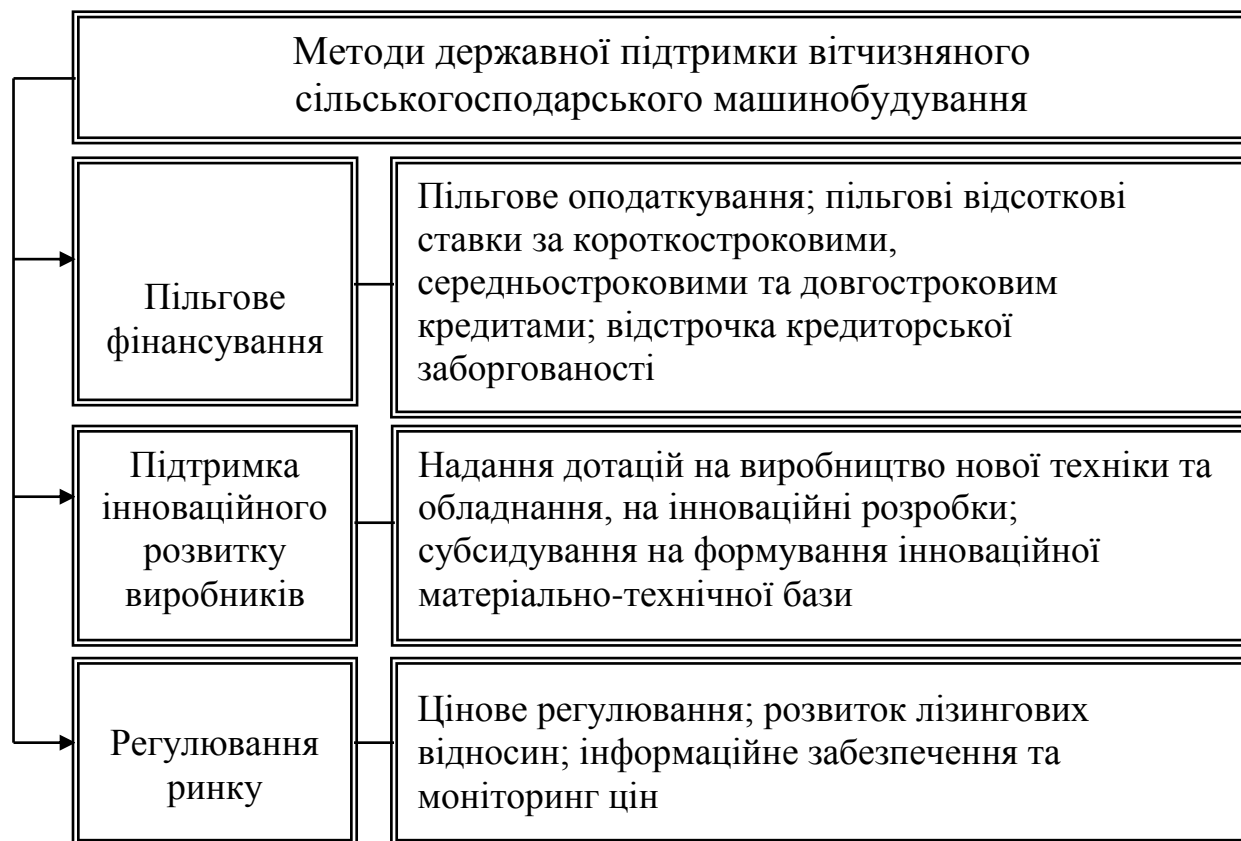 Методи державної підтримки вітчизняного
сільськогосподарського машинобудування
Пільгове
фінансування
Пільгове оподаткування; пільгові відсоткові
ставки за короткостроковими,
середньостроковими та довгостроковим
кредитами; відстрочка кредиторської
заборгованості
Підтримка
інноваційного
розвитку
виробників
Надання дотацій на виробництво нової техніки та
обладнання, на інноваційні розробки;
субсидування на формування інноваційної
матеріально-технічної бази
Регулювання
ринку
Цінове регулювання; розвиток лізингових
відносин; інформаційне забезпечення та
моніторинг цін